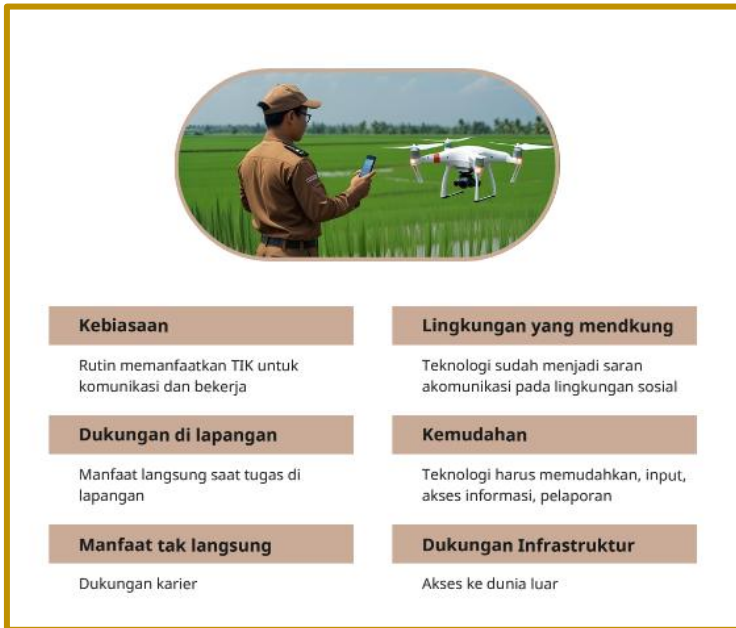 Kebiasaan
Rutin memanfaatkan TIK untuk
komunikasi dan bekerja
Lingkungan yang mendkung
Teknologi sudah menjadi saran
akomunikasi pada lingkungan sosial
Dukungan di lapangan
Manfaat langsung saat tugas di
lapangan
Kemudahan
Teknologi harus memudahkan, input,
akses informasi, pelaporan
Manfaat tak langsung
Dukungan karier
Dukungan Infrastruktur
Akses ke dunia luar